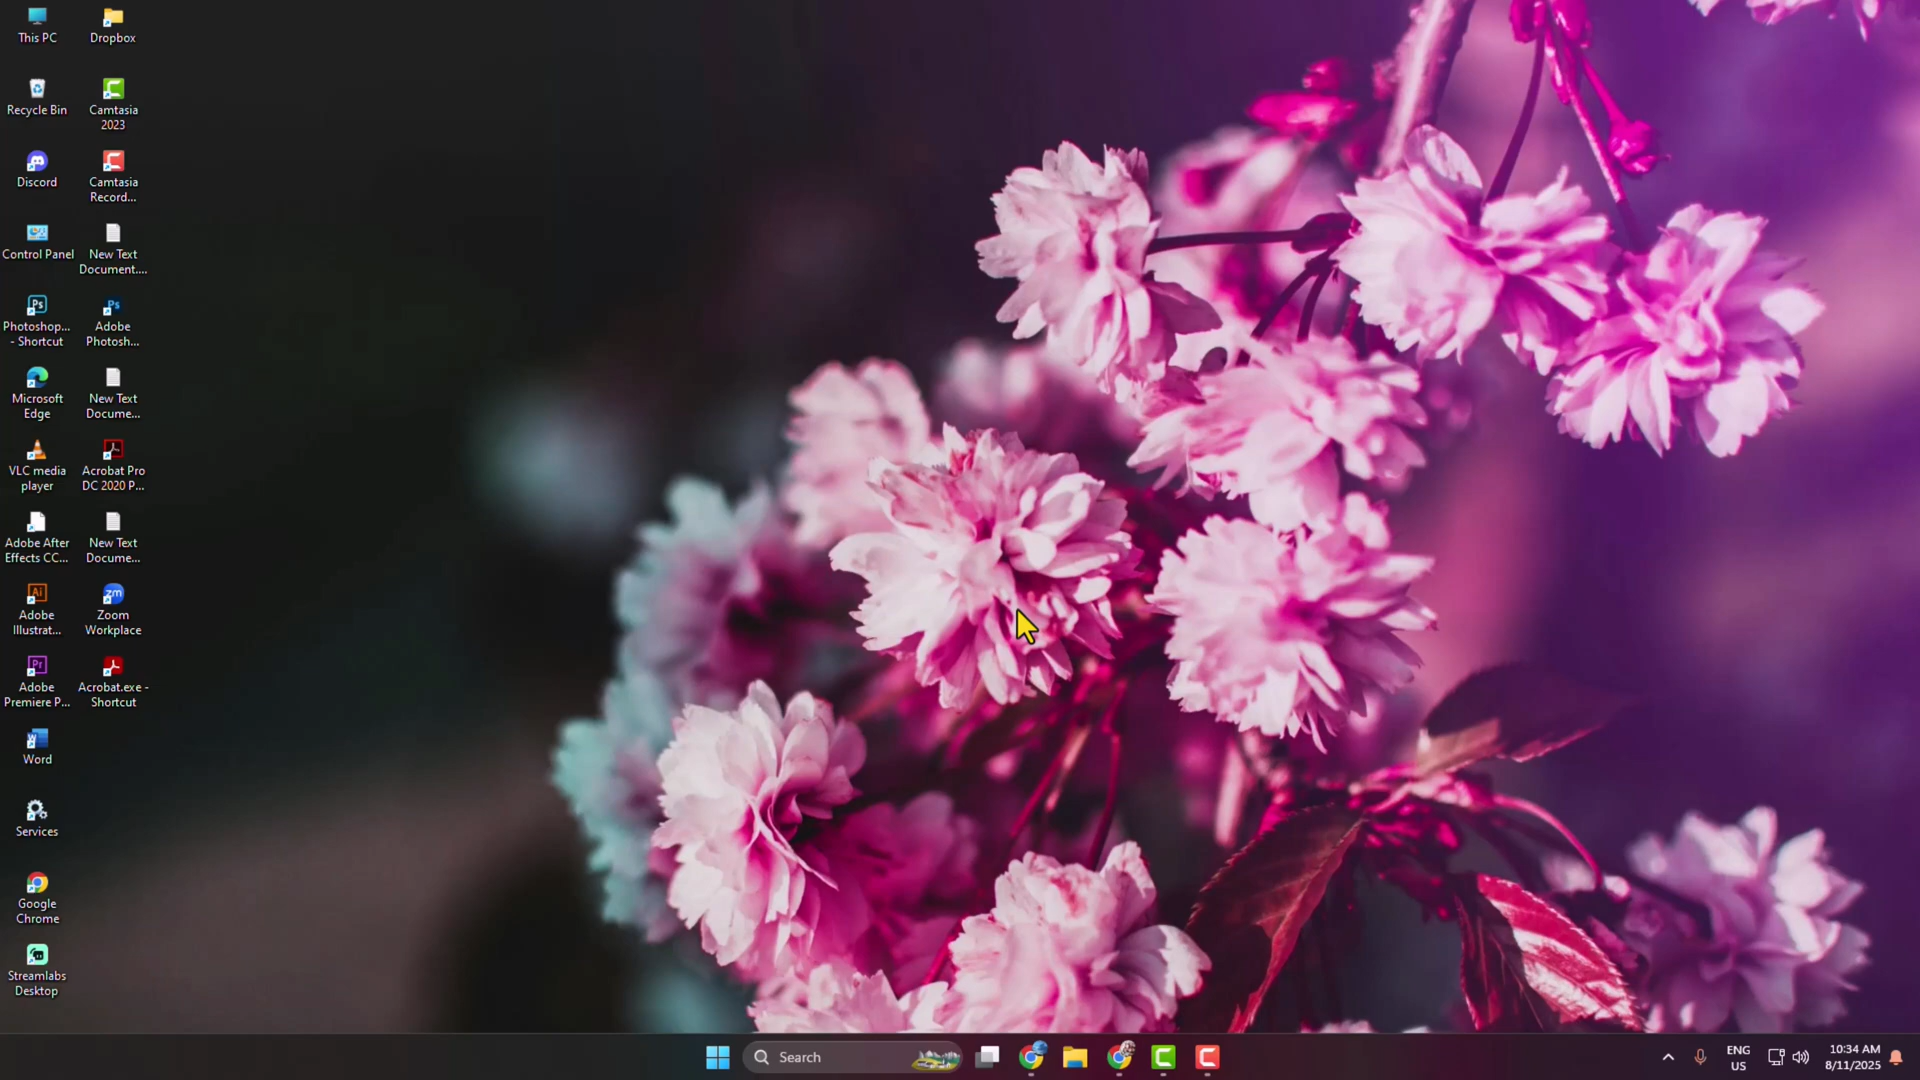 This PC
Dropbox
Recycle Bin
Camtasia
2023
Discord
Camtasia
Record...
Control Panel
New Text
Document....
Photoshop...
- Shortcut
Adobe
Photosh...
Microsoft
Edge
New Text
Docume...
VLC media
player
Acrobat Pro
DC 2020 P...
Adobe After
Effects CC...
New Text
Docume...
Adobe
Illustrat...
Zoom
Workplace
Adobe
Premiere P...
Acrobat.exe -
Shortcut
Word
Services
Google
Chrome
Streamlabs
Desktop
Search
ENG
US
10:34 AM
8/11/2025